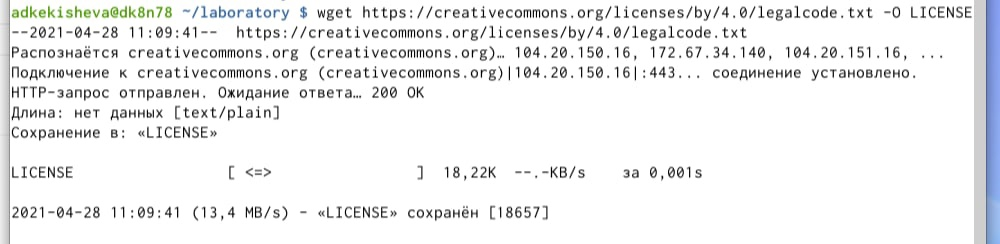 adkekisheva@dk8n78 ~/laboratory $ wget https://creativecommons.org/licenses/by/4.0/legalcode.txt -O LICENSE
--2021-04-28 11:09:41-- https://creativecommons.org/licenses/by/4.0/legalcode.txt
Распознаётся creativecommons.org (creativecommons.org)… 104.20.150.16, 172.67.34.140, 104.20.151.16, ...
Подключение к creativecommons.org (creativecommons.org)|104.20.150.16|:443... соединение установлено.
HTTP-запрос отправлен. Ожидание ответа… 200 OK
Длина: нет данных [text/plain]
Сохранение в: «LICENSE»
LICENSE [ <=> ] 18,22K --.-KB/s за 0,001s
2021-04-28 11:09:41 (13,4 MB/s) - «LICENSE» сохранён [18657]